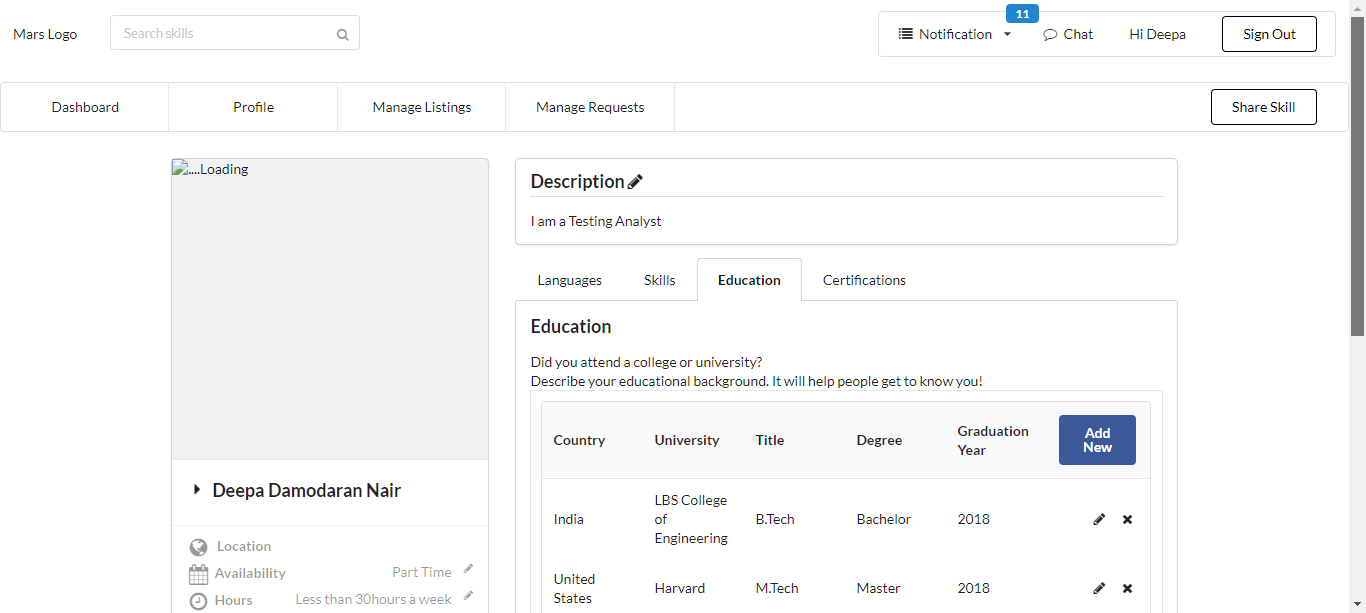 Mars Logo
Search skills
11
Notification
Chat
Hi Deepa
Sign Out
Dashboard
Profile
Manage Listings
Manage Requests
Share Skill
....Loading
Description
I am a Testing Analyst
Languages
Skills
Education
Certifications
Education
Did you attend a college or university?
Describe your educational background. It will help people get to know you!
Country
University
Title
Degree
Graduation
Year
Add
New
India
LBS College
of
Engineering
B.Tech
Bachelor
2018
United
States
Harvard
M.Tech
Master
2018
Deepa Damodaran Nair
Location
Availability
Part Time
Hours
Less than 30hours a week